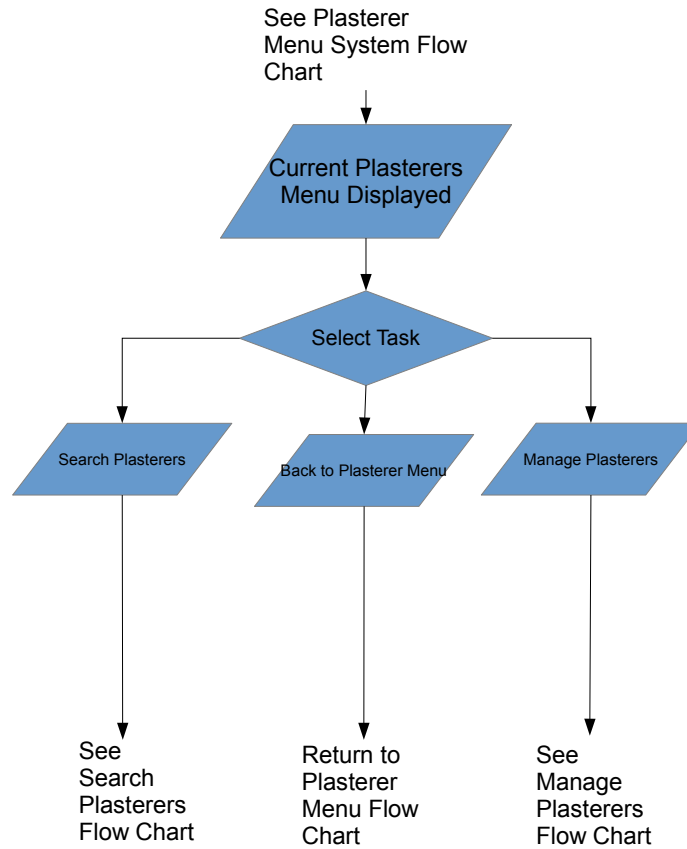 See Plasterer
Menu System Flow
Chart
Current Plasterers
Menu Displayed
Select Task
Search Plasterers
Back to Plasterer Menu
Manage Plasterers
See
Search
Plasterers
Flow Chart
Return to
Plasterer
Menu Flow
Chart
See
Manage
Plasterers
Flow Chart